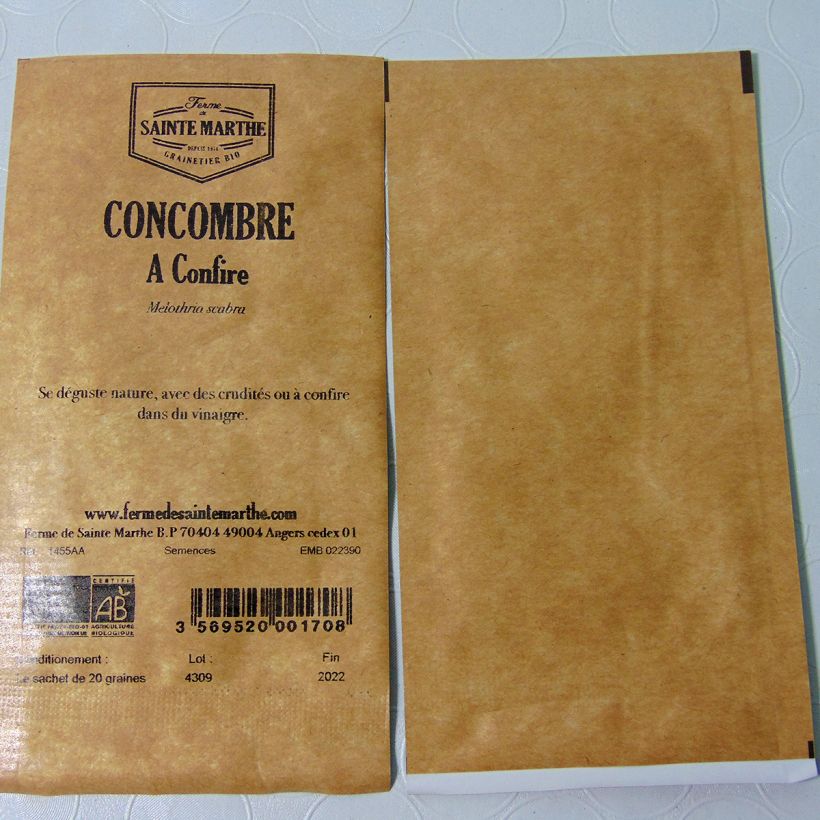 Ferme
de
SAINTE MARTHE
DEPUIS 1974
GRAINETIER BIO
CONCOMBRE
A Confire
Melothria scabra
Se déguste nature, avec des crudités ou à confire
dans du vinaigre.
www.fermedesaintemarthe.com
Ferme de Sainte Marthe B.P 70404 49004 Angers cedex 01
1455AA Semences EMB 022390
CERTIFIÉ
AB
AGRICULTURE
BIOLOGIQUE
3 569520 001708
Lot : Fin
sachet de 20 graines 4309 2022